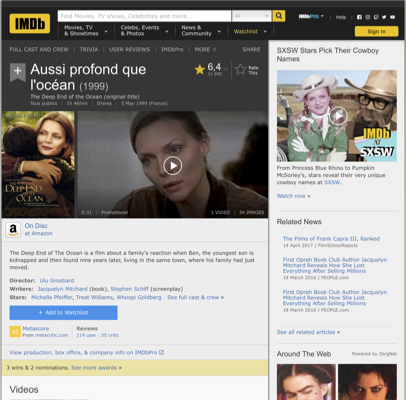 IMDb
Find Movies, TV shows, Celebrities and more...
All
Movies, TV
& Showtimes
Celebs, Events
& Photos
News &
Community
Watchlist
IMDbPro
Help
Sign in
FULL CAST AND CREW | TRIVIA | USER REVIEWS | IMDbPro | MORE
SHARE
Aussi profond que
l'océan (1999)
The Deep End of the Ocean (original title)
Tous publics | 1h 46min | Drama | 5 May 1999 (France)
6,4
Rate
This
THE
DEEP END
OF THE
OCEAN
0:31 | Promotional
1 VIDEO | 34 IMAGES
On Disc
at Amazon
The Deep End of The Ocean is a film about a family's reaction when Ben, the youngest son is
kidnapped and then found nine years later, living in the same town, where his family had just
moved.
Director: Ulu Grosbard
Writers: Jacquelyn Mitchard (book), Stephen Schiff (screenplay)
Stars: Michelle Pfeiffer, Treat Williams, Whoopi Goldberg | See full cast & crew »
+ Add to Watchlist
Metascore
From metacritic.com
Reviews
114 user | 55 critic
View production, box office, & company info on IMDbPro
3 wins & 2 nominations. See more awards »
Videos
SXSW Stars Pick Their Cowboy
Names
IMDb
AT
SXSW
From Princess Blue Rhino to Pumpkin
McSorley's, stars reveal their very
unique cowboy names at SXSW.
Watch now »
Related News
The Films of Frank Capra III, Ranked
14 April 2017 | FilmSchoolRejects
First Oprah Book Club Author Jacquelyn
Mitchard Reveals How She Lost
Everything After Selling Millions
18 March 2016 | PEOPLE.com
First Oprah Book Club Author Jacquelyn
Mitchard Reveals How She Lost
Everything After Selling Millions
18 March 2016 | PEOPLE.com
See all related articles »
Around The Web
Powered by ZergNet